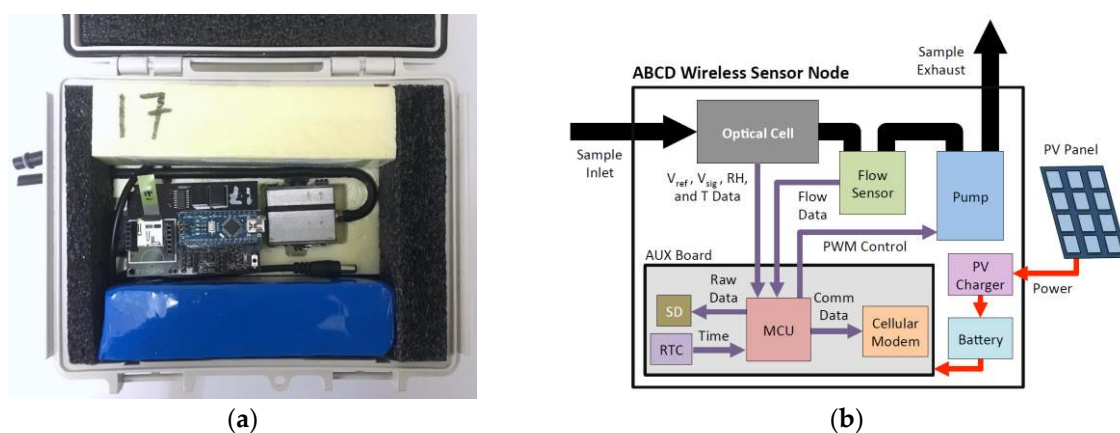 17
ABCD Wireless Sensor Node
Sample
Exhaust
Optical Cell
Sample
Inlet
V_ref, V_sig, RH,
and T Data
Flow
Sensor
Flow
Data
Pump
PV Panel
PWM Control
AUX Board
Raw
Data
SD
RTC
Time
MCU
Comm
Data
Cellular
Modem
PV
Charger
Power
Battery
(a)
(b)